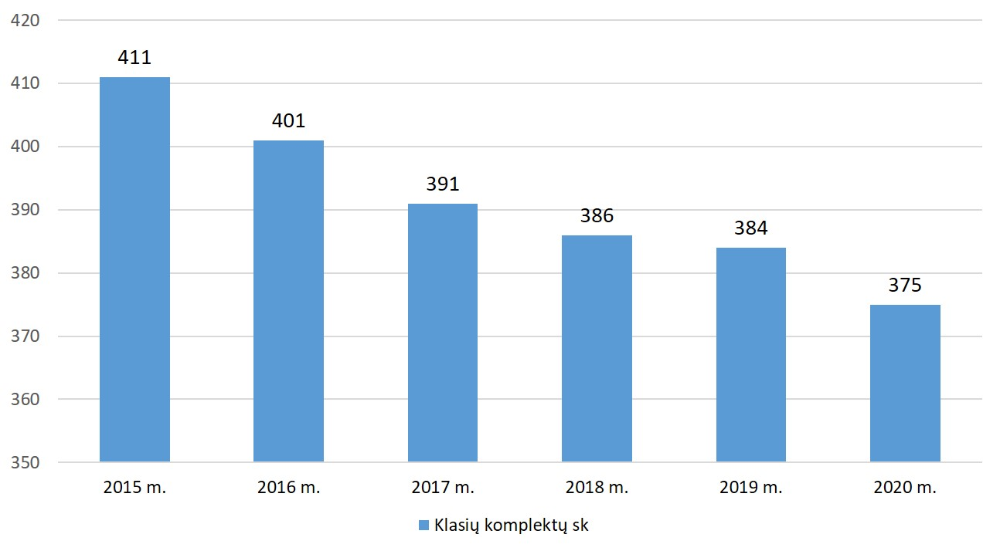 420
411
410
401
400
391
390
386
384
380
375
370
360
350
2015 m.
2016 m.
2017 m.
2018 m.
2019 m.
2020 m.
Klasių komplektų sk